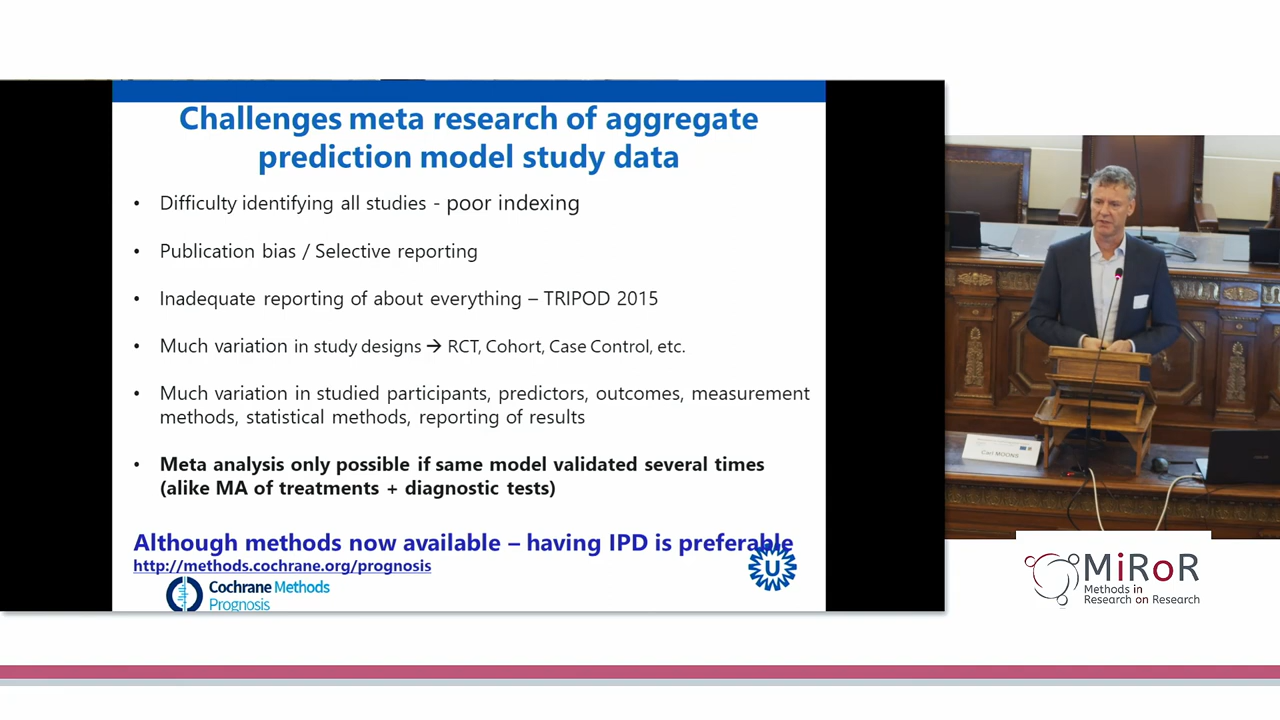 Challenges meta research of aggregate
prediction model study data
• Difficulty identifying all studies - poor indexing
• Publication bias / Selective reporting
• Inadequate reporting of about everything – TRIPOD 2015
• Much variation in study designs → RCT, Cohort, Case Control, etc.
• Much variation in studied participants, predictors, outcomes, measurement
methods, statistical methods, reporting of results
• Meta analysis only possible if same model validated several times
(alike MA of treatments + diagnostic tests)
Although methods now available – having IPD is preferable
http://methods.cochrane.org/prognosis
U
Cochrane Methods
Prognosis
Carl MOONS
MiRoR
Methods in
Research on Research